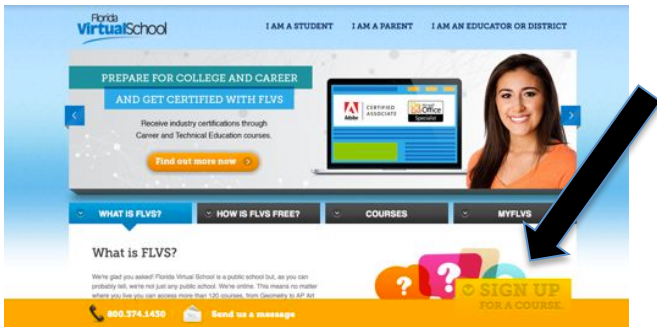 Florida
VirtualSchool
I AM A STUDENT I AM A PARENT I AM AN EDUCATOR OR DISTRICT
PREPARE FOR COLLEGE AND CAREER
AND GET CERTIFIED WITH FLVS
Receive industry certifications through
Career and Technical Education courses.
Find out more now
Adobe CERTIFIED ASSOCIATE
Office
Specialist
WHAT IS FLVS? HOW IS FLVS FREE? COURSES MYFLVS
What is FLVS?
We're glad you asked! Florida Virtual School is a public school but, as you can
probably tell, we're not just any public school. We're online. This means no matter
where you live you can access more than 120 courses, from Geometry to AP Art
? ?
SIGN UP
FOR A COURSE.
800.374.1430 Send us a message